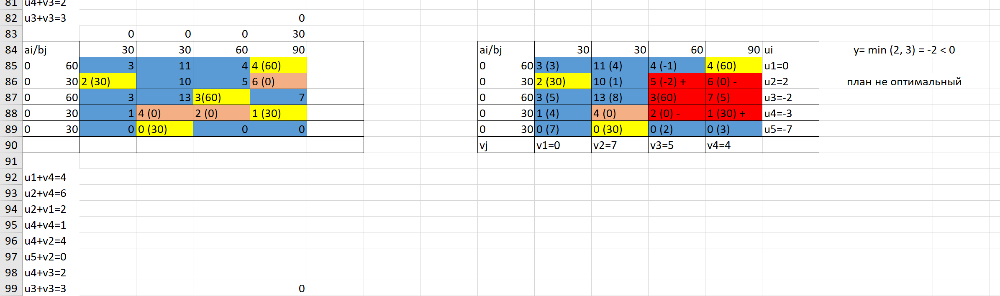 81 u4+v3=2
82 u3+v3=3 0
83 0 0 0 30
84 ai/bj 30 30 60 90 ai/bj 30 30 60 90 ui y= min (2, 3) = -2 < 0
85 0 60 3 11 4 4 (60) 0 60 3 (3) 11 (4) 4 (-1) 4 (60) u1=0
86 0 30 2 (30) 10 5 6 (0) 0 30 2 (30) 10 (1) 5 (-2) + 6 (0) - u2=2 план не оптимальный
87 0 60 3 13 3(60) 7 0 60 3 (5) 13 (8) 3(60) 7 (5) u3=-2
88 0 30 1 4 (0) 2 (0) 1 (30) 0 30 1 (4) 4 (0) 2 (0) - 1 (30) + u4=-3
89 0 30 0 0 (30) 0 0 0 30 0 (7) 0 (30) 0 (2) 0 (3) u5=-7
90 vj v1=0 v2=7 v3=5 v4=4
91
92 u1+v4=4
93 u2+v4=6
94 u2+v1=2
95 u4+v4=1
96 u4+v2=4
97 u5+v2=0
98 u4+v3=2
99 u3+v3=3 0